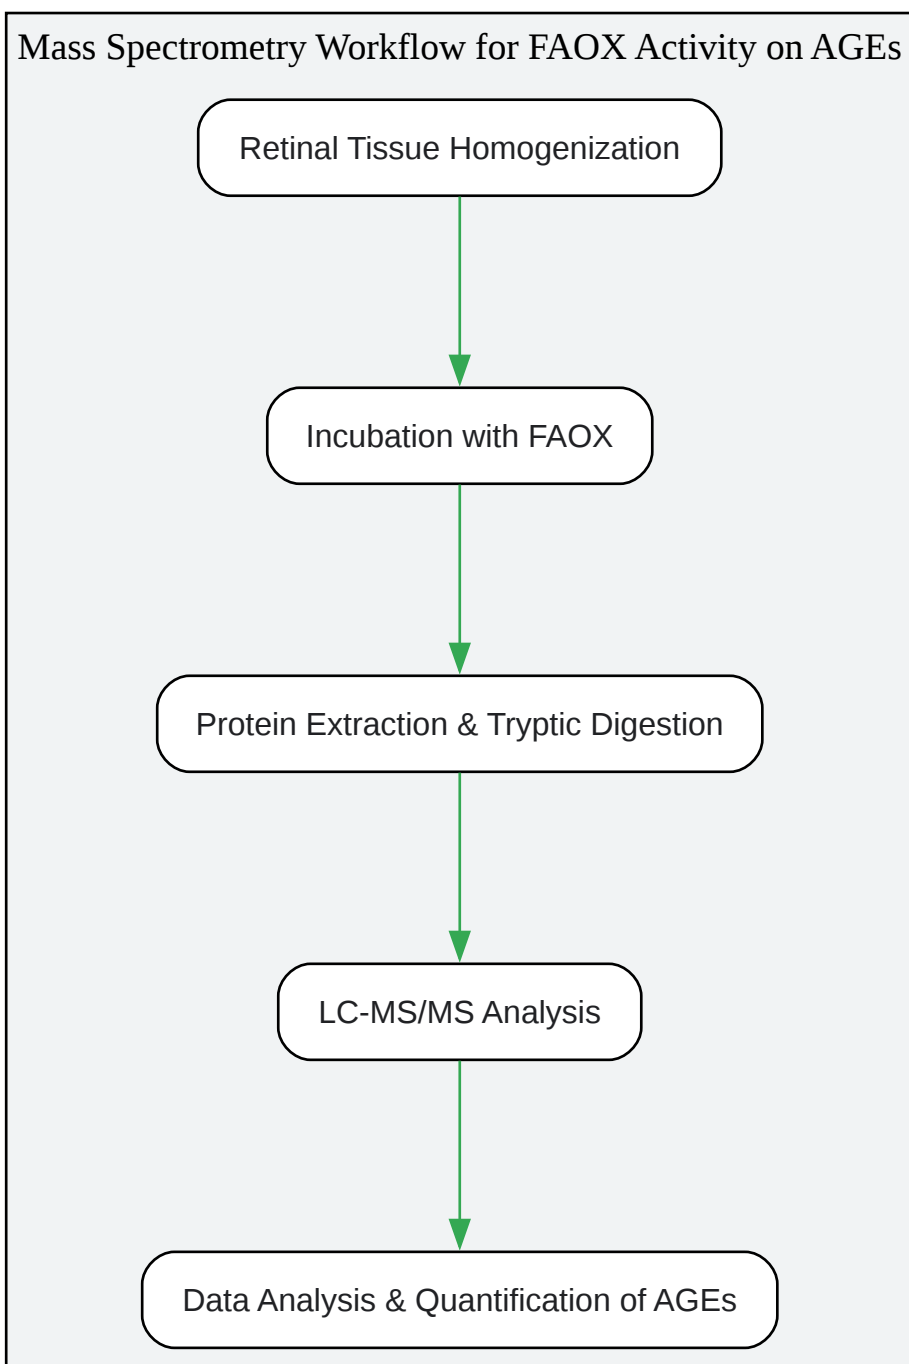 Mass Spectrometry Workflow for FAOX Activity on AGEs
Retinal Tissue Homogenization
Incubation with FAOX
Protein Extraction & Tryptic Digestion
LC-MS/MS Analysis
Data Analysis & Quantification of AGEs